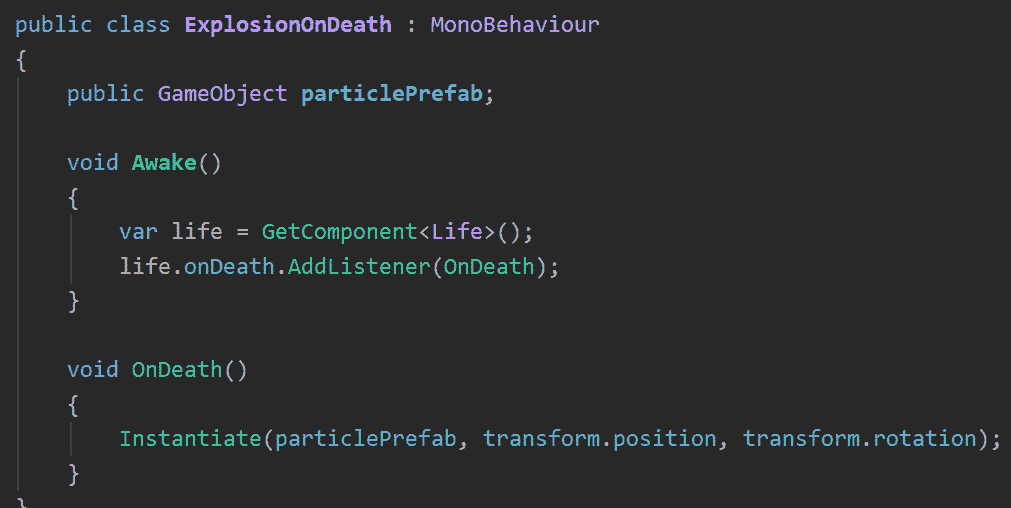 public class ExplosionOnDeath : MonoBehaviour
{
    public GameObject particlePrefab;

    void Awake()
    {
        var life = GetComponent<Life>();
        life.onDeath.AddListener(OnDeath);
    }

    void OnDeath()
    {
        Instantiate(particlePrefab, transform.position, transform.rotation);
    }
}